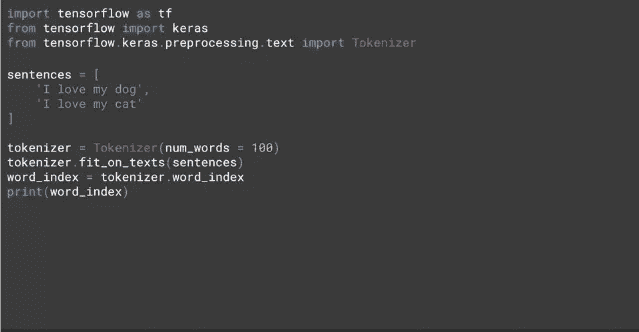 import tensorflow as tf
from tensorflow import keras
from tensorflow.keras.preprocessing.text import Tokenizer
sentences = [
    'I love my dog',
    'I love my cat'
]
tokenizer = Tokenizer(num_words = 100)
tokenizer.fit_on_texts(sentences)
word_index = tokenizer.word_index
print(word_index)